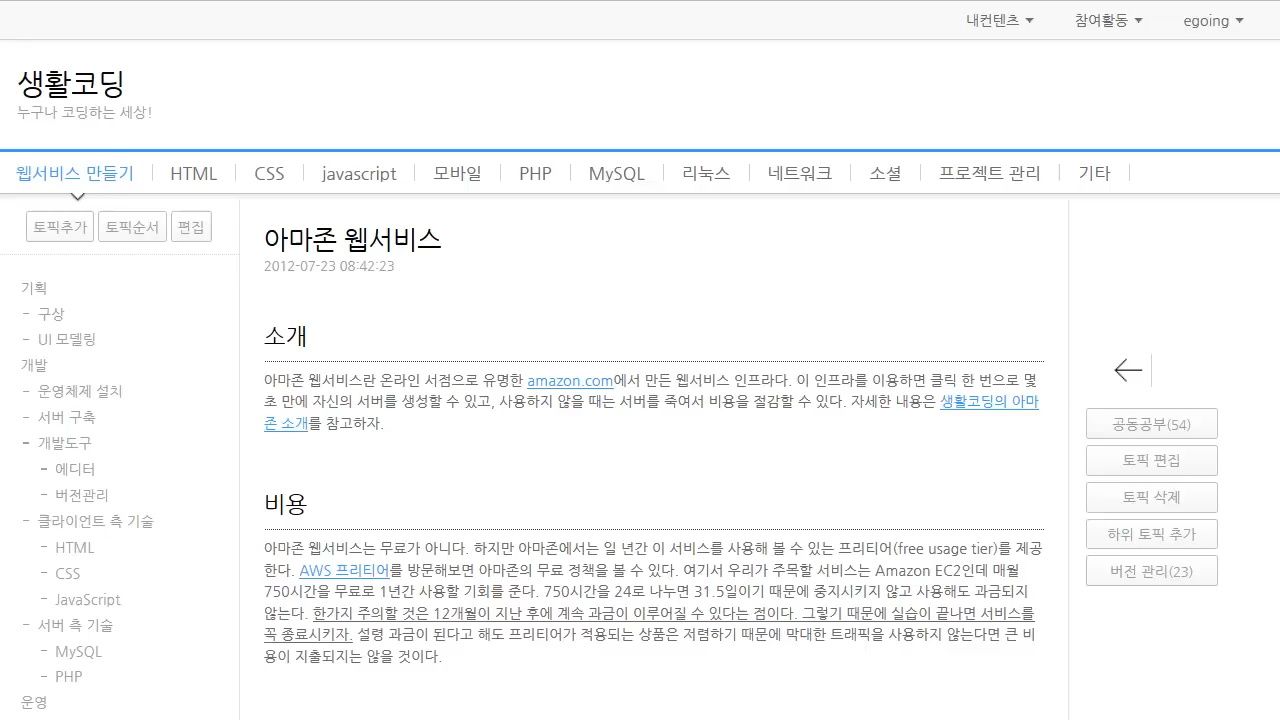 내컨텐츠 참여활동 egoing
생활코딩
누구나 코딩하는 세상!
웹서비스 만들기 HTML CSS javascript 모바일 PHP MySQL 리눅스 네트워크 소셜 프로젝트 관리 기타
토픽추가 토픽순서 편집
기획
- 구상
- UI 모델링
개발
- 운영체제 설치
- 서버 구축
- 개발도구
- 에디터
- 버전관리
- 클라이언트 측 기술
- HTML
- CSS
- JavaScript
- 서버 측 기술
- MySQL
- PHP
운영
아마존 웹서비스
2012-07-23 08:42:23
소개
아마존 웹서비스란 온라인 서점으로 유명한 amazon.com에서 만든 웹서비스 인프라다. 이 인프라를 이용하면 클릭 한 번으로 몇
초 만에 자신의 서버를 생성할 수 있고, 사용하지 않을 때는 서버를 죽여서 비용을 절감할 수 있다. 자세한 내용은 생활코딩의 아마
존 소개를 참고하자.
비용
아마존 웹서비스는 무료가 아니다. 하지만 아마존에서는 일 년간 이 서비스를 사용해 볼 수 있는 프리티어(free usage tier)를 제공
한다. AWS 프리티어를 방문해보면 아마존의 무료 정책을 볼 수 있다. 여기서 우리가 주목할 서비스는 Amazon EC2인데 매월
750시간을 무료로 1년간 사용할 기회를 준다. 750시간을 24로 나누면 31.5일이기 때문에 중지시키지 않고 사용해도 과금되지
않는다. 한가지 주의할 것은 12개월이 지난 후에 계속 과금이 이루어질 수 있다는 점이다. 그렇기 때문에 실습이 끝나면 서비스를
꼭 종료시키자. 설령 과금이 된다고 해도 프리티어가 적용되는 상품은 저렴하기 때문에 막대한 트래픽을 사용하지 않는다면 큰 비
용이 지출되지는 않을 것이다.
공동공부(54)
토픽 편집
토픽 삭제
하위 토픽 추가
버전 관리(23)